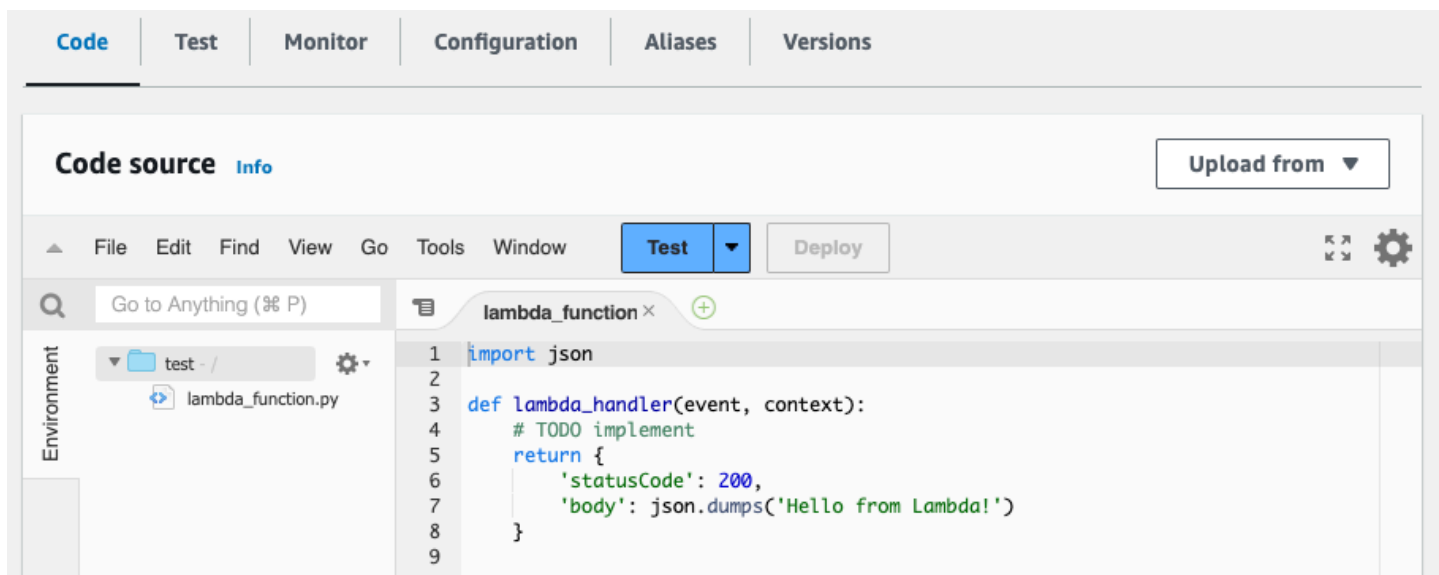 Code Test Monitor Configuration Aliases Versions
Code source Info
Upload from
File Edit Find View Go Tools Window Test Deploy
Go to Anything (⌘ P)
lambda_function
Environment
test - /
lambda_function.py
1 import json
2
3 def lambda_handler(event, context):
4     # TODO implement
5     return {
6         'statusCode': 200,
7         'body': json.dumps('Hello from Lambda!')
8     }
9